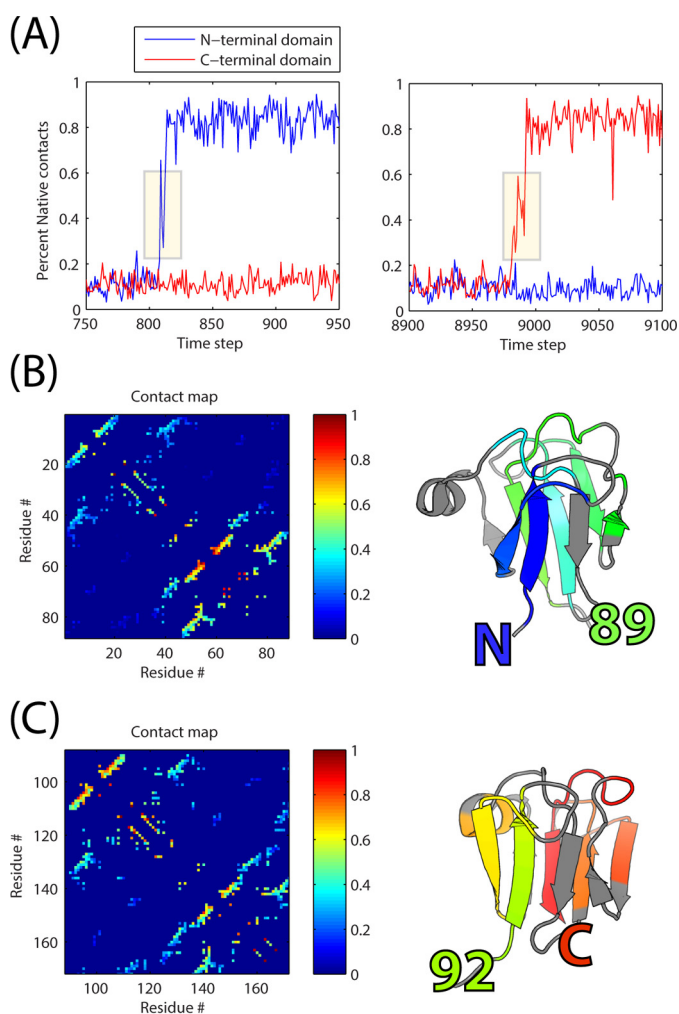 (A)
N-terminal domain
C-terminal domain
Percent Native contacts
1
0.8
0.6
0.4
0.2
0
750 800 850 900 950
Time step
1
0.8
0.6
0.4
0.2
0
8900 8950 9000 9050 9100
Time step
(B)
Contact map
Residue #
20
40
60
80
20 40 60 80
Residue #
1
0.8
0.6
0.4
0.2
0
N
89
(C)
Contact map
Residue #
100
120
140
160
100 120 140 160
Residue #
1
0.8
0.6
0.4
0.2
0
92
C